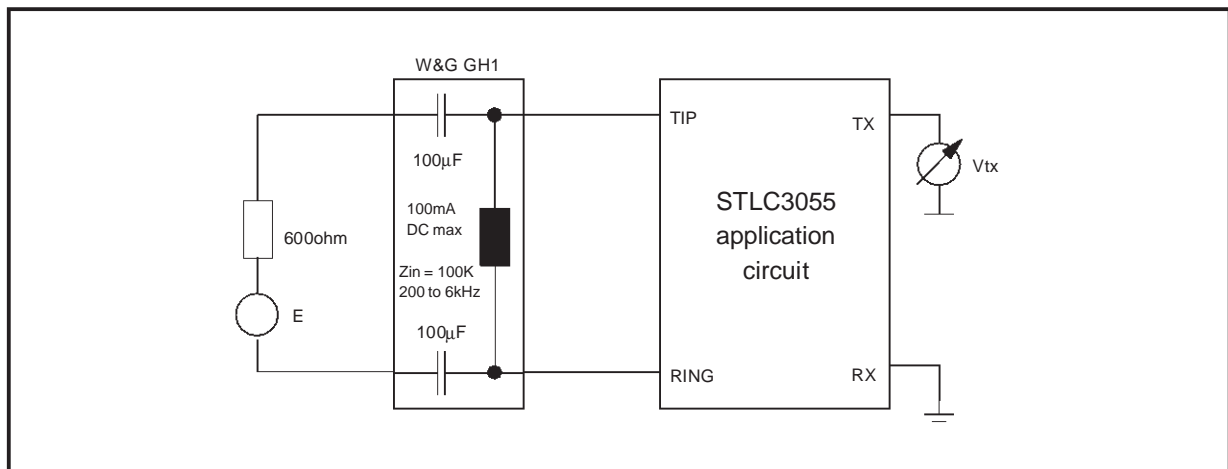 W&G GH1
TIP
TX
100μF
Vtx
100mA
DC max
STLC3055
application
circuit
600ohm
Zin = 100K
200 to 6kHz
E
100μF
RING
RX